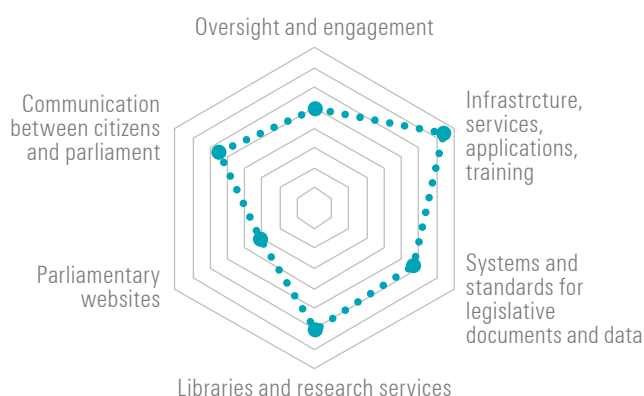 Oversight and engagement
Communication
between citizens
and parliament
Infrastrcture,
services,
applications,
training
Parliamentary
websites
Systems and
standards for
legislative
documents and data
Libraries and research services